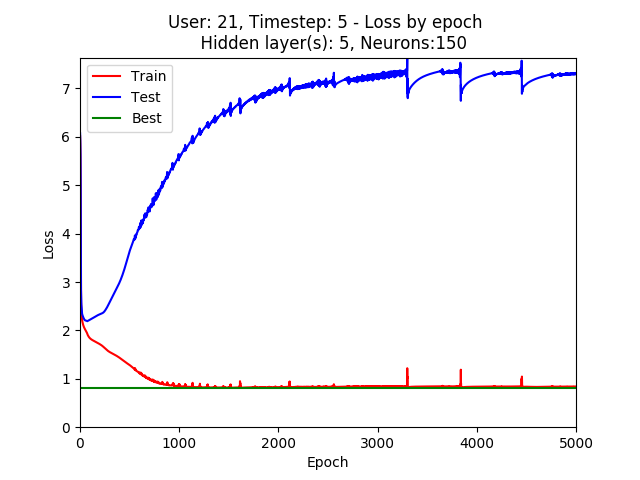 User: 21, Timestep: 5 - Loss by epoch
Hidden layer(s): 5, Neurons:150
Train
Test
Best
7
6
5
4
3
2
1
0
Loss
0 1000 2000 3000 4000 5000
Epoch